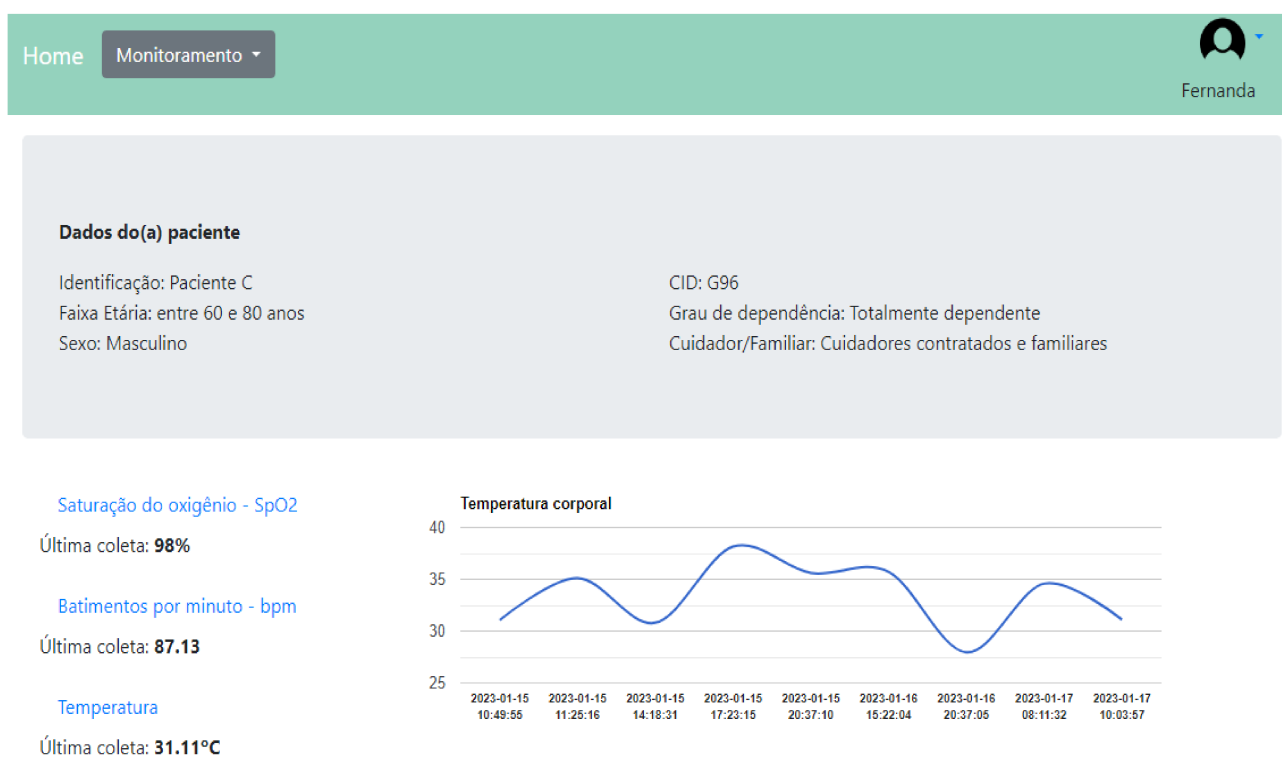 Home Monitoramento
Fernanda
Dados do(a) paciente
Identificação: Paciente C
Faixa Etária: entre 60 e 80 anos
Sexo: Masculino
CID: G96
Grau de dependência: Totalmente dependente
Cuidador/Familiar: Cuidadores contratados e familiares
Saturação do oxigênio - SpO2
Última coleta: 98%
Batimentos por minuto - bpm
Última coleta: 87.13
Temperatura
Última coleta: 31.11ºC
Temperatura corporal
40
35
30
25
2023-01-15 2023-01-15 2023-01-15 2023-01-15 2023-01-15 2023-01-16 2023-01-16 2023-01-17 2023-01-17
10:49:55 11:25:16 14:18:31 17:23:15 20:37:10 15:22:04 20:37:05 08:11:32 10:03:57